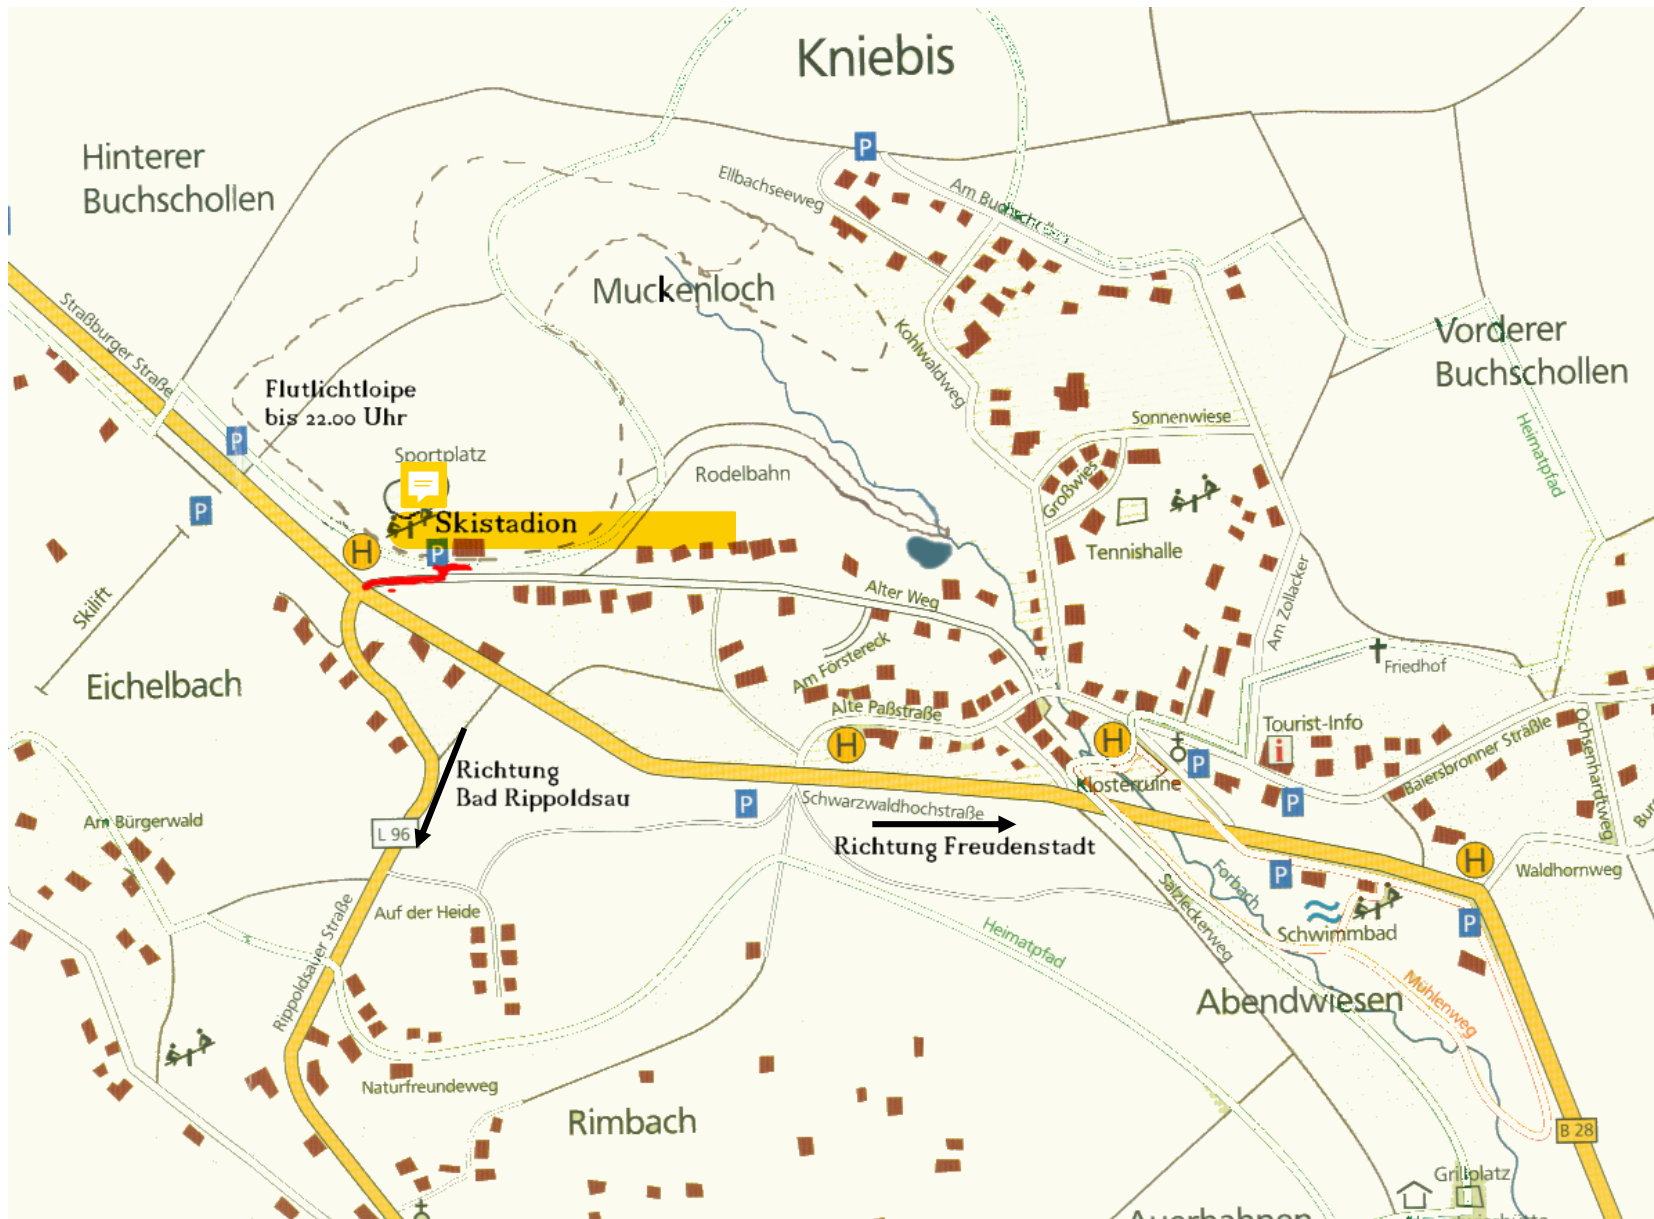 Kniebis
Hinterer
Buchschollen
P
Ellbachseeweg
Am Buchschollen
Muckenloch
Straßburger Straße
Vorderer
Buchschollen
Flutlichtloipe
bis 22.00 Uhr
Kohlwaldweg
P
Sonnenwiese
Heimatpfad
Sportplatz
Rodelbahn
Großwies
P
Skistadion
H
P
Tennishalle
Skilift
Alter Weg
Am Zollacker
Am Förstereck
Friedhof
Eichelbach
Alte Paßstraße
H
H
Tourist-Info
i
P
Baiersbronner Sträßle
Ochsenhardtweg
Richtung
Bad Rippoldsau
Klosterruine
P
Schwarzwaldhochstraße
P
Am Bürgerwald
L 96
Richtung Freudenstadt
H
Waldhornweg
P
Forbach
Salzleckerweg
Auf der Heide
Rippoldsauer Straße
Heimatpfad
P
Schwimmbad
Abendwiesen
Mühlenweg
Naturfreundeweg
Rimbach
B 28
Grillplatz